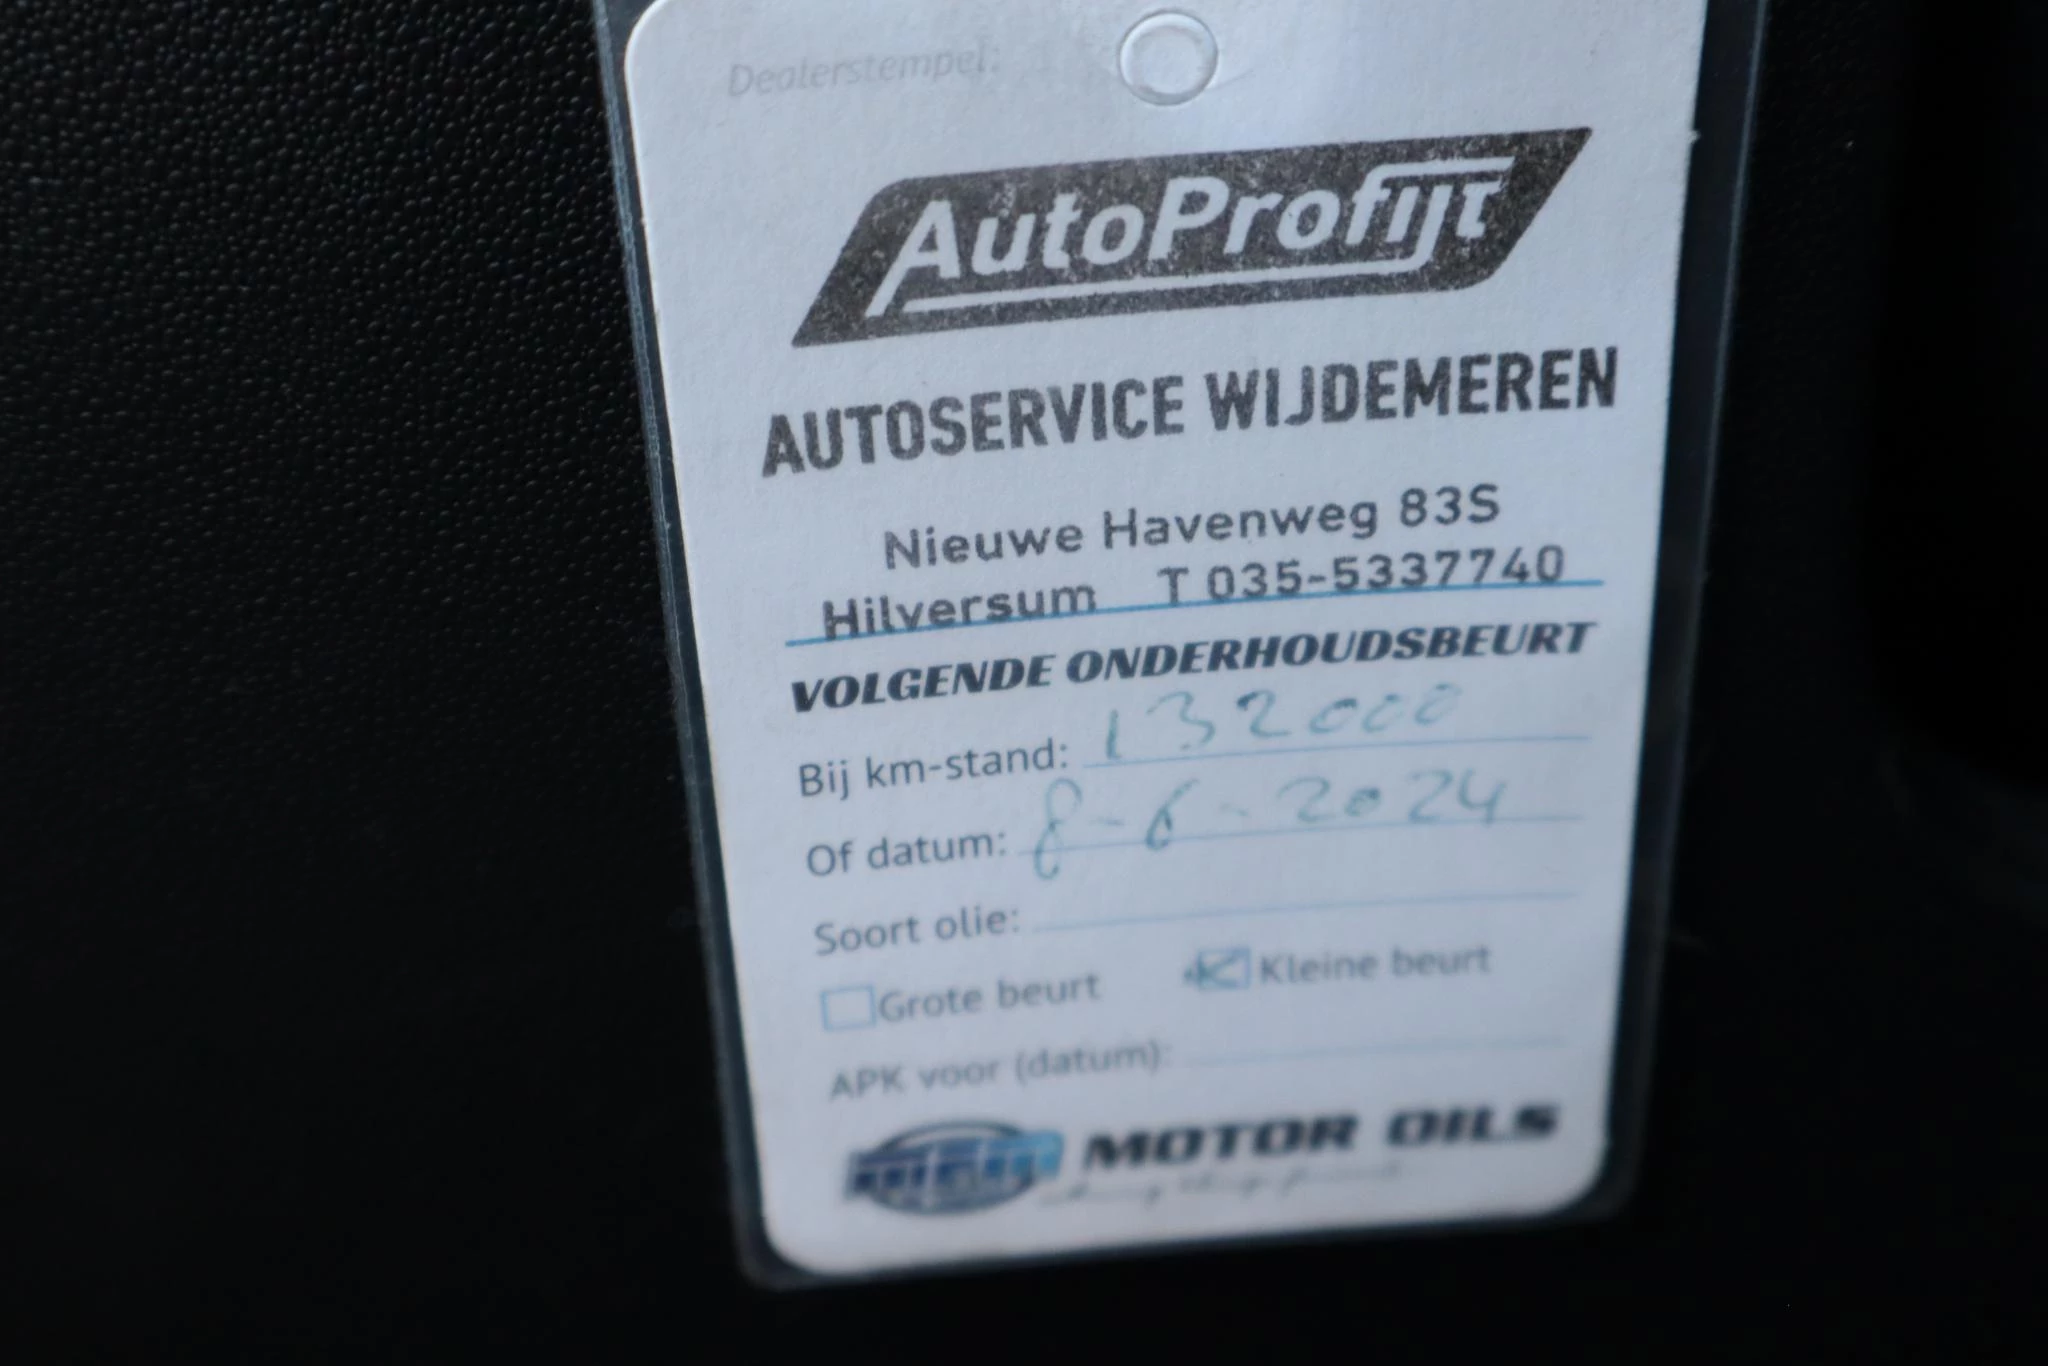 Dealerstempel:
AutoProfijt
AUTOSERVICE WIJDEMEREN
Nieuwe Havenweg 83S
Hilversum T 035-5337740
VOLGENDE ONDERHOUDSBEURT
Bij km-stand: 132000
Of datum: 8-6-2024
Soort olie:
Grote beurt Kleine beurt
APK voor (datum):
MOTOR OILS